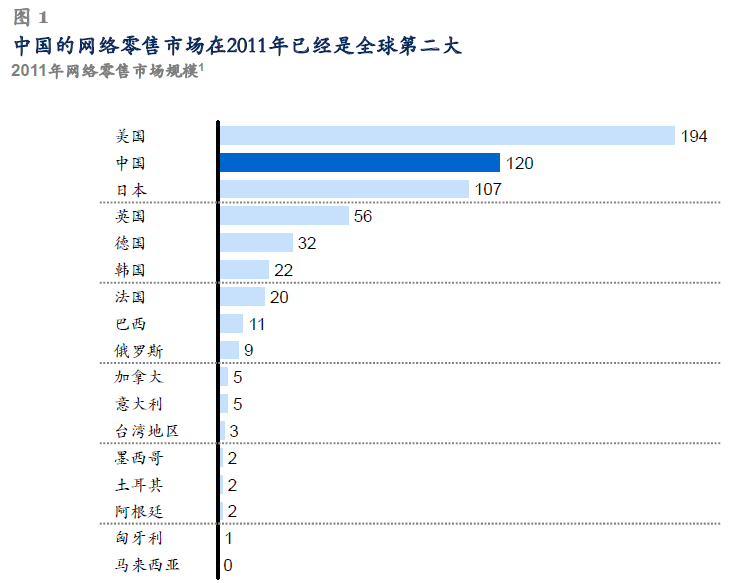 图 1
中国的网络零售市场在2011年已经是全球第二大
2011年网络零售市场规模1
美国 194
中国 120
日本 107
英国 56
德国 32
韩国 22
法国 20
巴西 11
俄罗斯 9
加拿大 5
意大利 5
台湾地区 3
墨西哥 2
土耳其 2
阿根廷 2
匈牙利 1
马来西亚 0